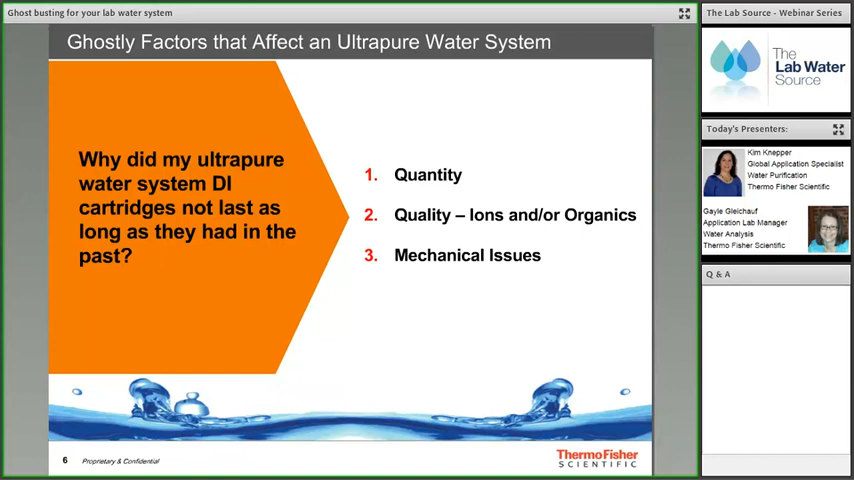 Ghost busting for your lab water system
Ghostly Factors that Affect an Ultrapure Water System
Why did my ultrapure
water system DI
cartridges not last as
long as they had in the
past?
1. Quantity
2. Quality – Ions and/or Organics
3. Mechanical Issues
6 Proprietary & Confidential
ThermoFisher
SCIENTIFIC
The Lab Source - Webinar Series
The
Lab Water
Source
Today's Presenters:
Kim Knepper
Global Application Specialist
Water Purification
Thermo Fisher Scientific
Gayle Gleichauf
Application Lab Manager
Water Analysis
Thermo Fisher Scientific
Q & A